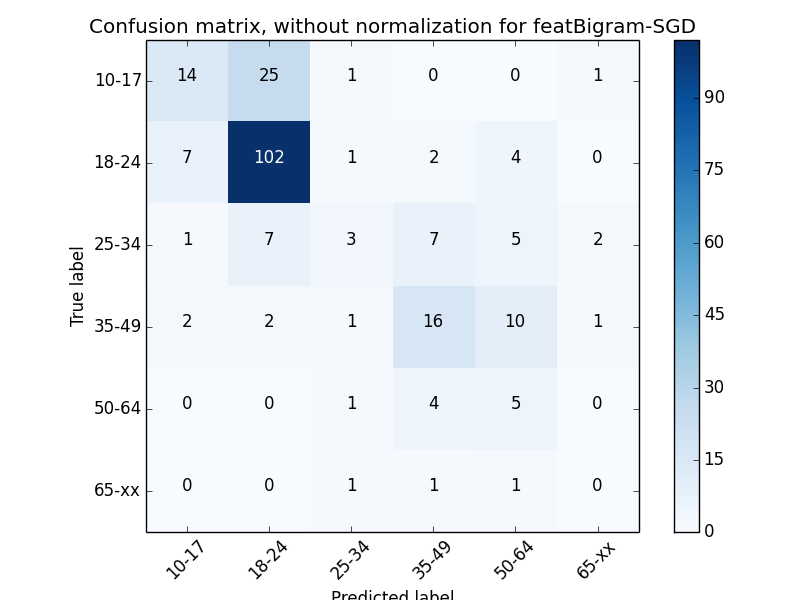 Confusion matrix, without normalization for featBigram-SGD
10-17 14 25 1 0 0 1
18-24 7 102 1 2 4 0
25-34 1 7 3 7 5 2
35-49 2 2 1 16 10 1
50-64 0 0 1 4 5 0
65-xx 0 0 1 1 1 0
10-17 18-24 25-34 35-49 50-64 65-xx
True label
Predicted label
90
75
60
45
30
15
0